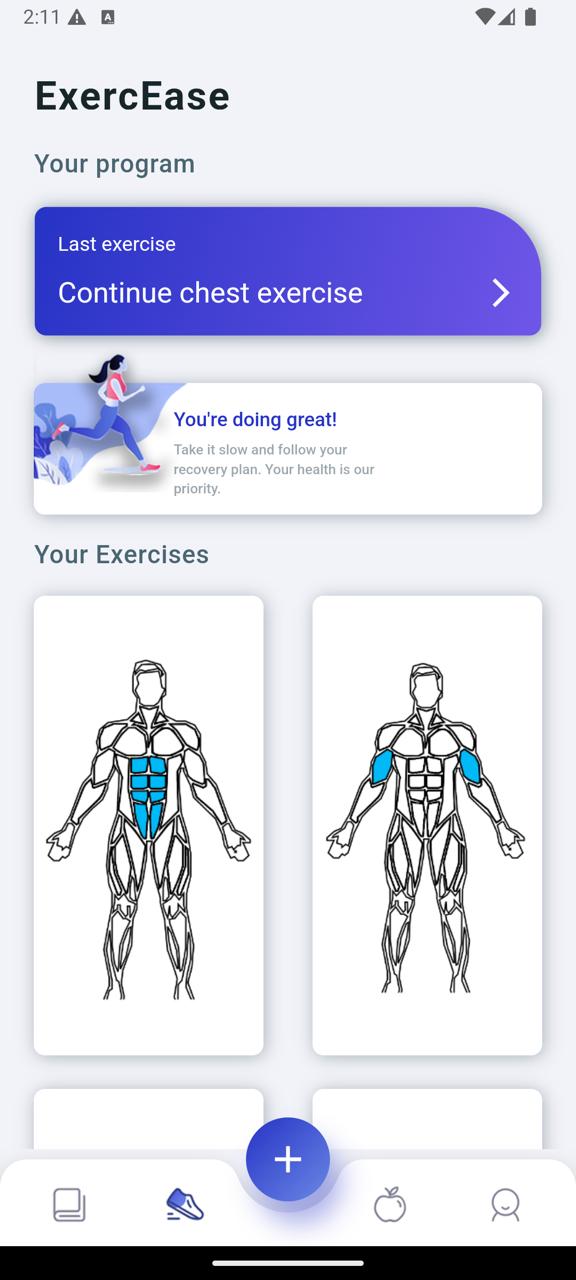 2:11
ExercEase
Your program
Last exercise
Continue chest exercise
You're doing great!
Take it slow and follow your
recovery plan. Your health is our
priority.
Your Exercises